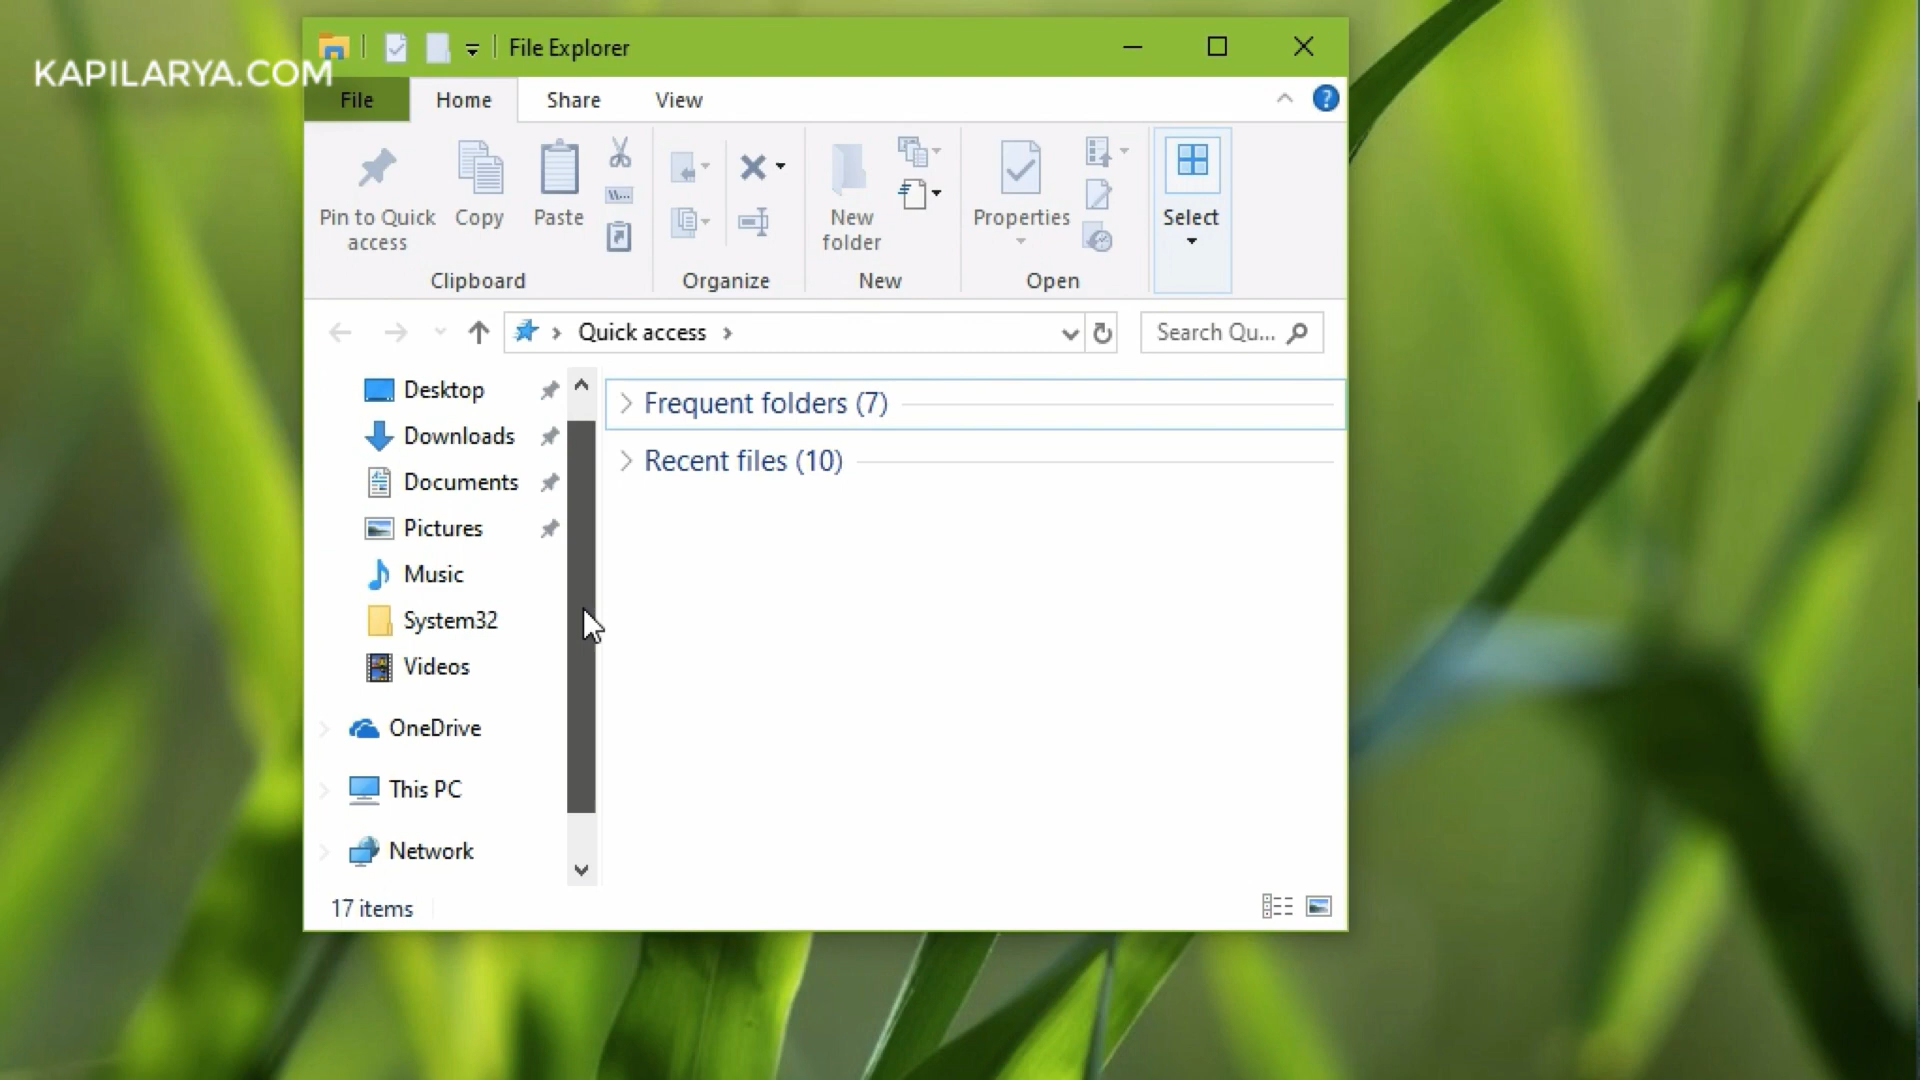 KAPILARYA.COM
File Explorer
File
Home
Share
View
Pin to Quick
access
Copy
Paste
New
folder
Properties
Select
Clipboard
Organize
New
Open
Quick access
Search Qu...
Desktop
Downloads
Documents
Pictures
Music
System32
Videos
OneDrive
This PC
Network
Frequent folders (7)
Recent files (10)
17 items